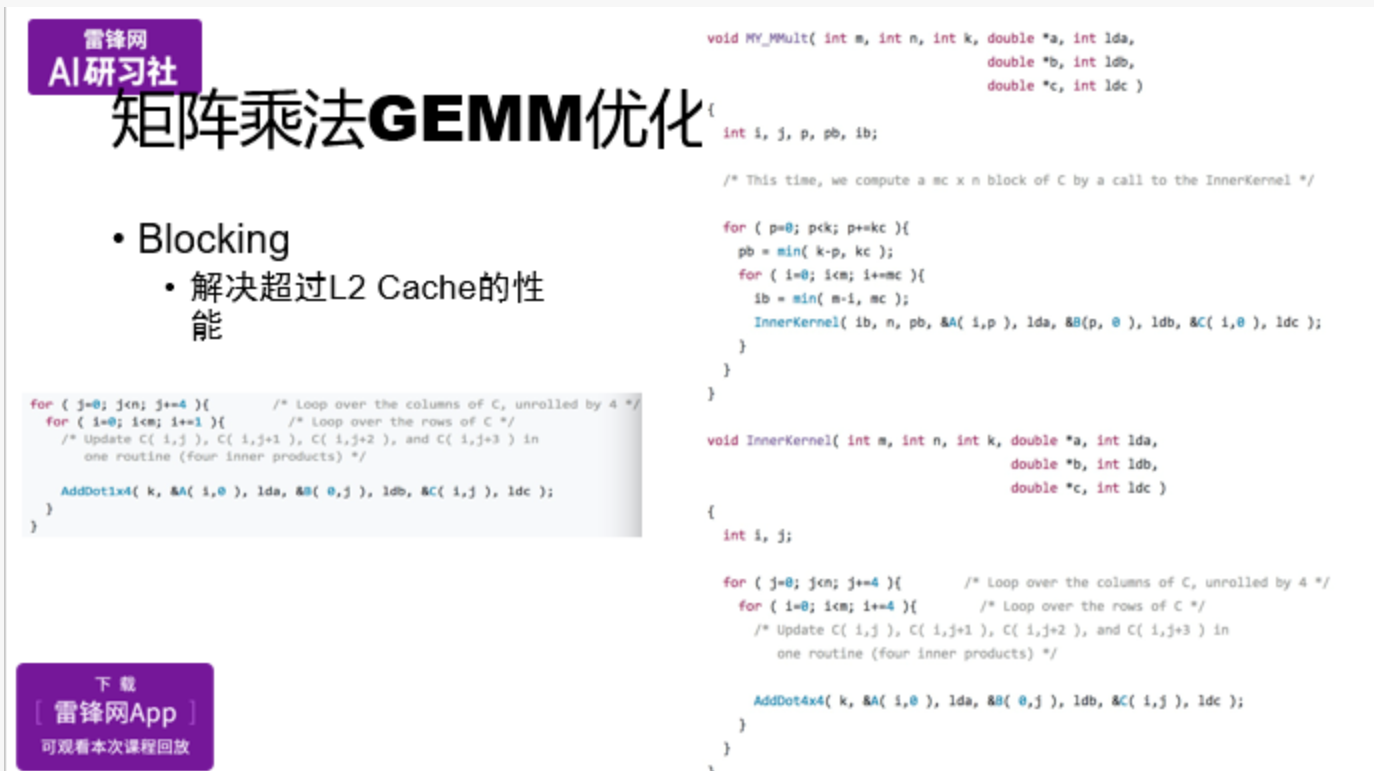 雷锋网
AI研习社
矩阵乘法GEMM优化
• Blocking
• 解决超过L2 Cache的性
能
for ( j=0; j<n; j+=4 ){ /* Loop over the columns of C, unrolled by 4 */
for ( i=0; i<m; i+=1 ){ /* Loop over the rows of C */
/* Update C( i,j ), C( i,j+1 ), C( i,j+2 ), and C( i,j+3 ) in
one routine (four inner products) */
AddDot1x4( k, &A( i,0 ), lda, &B( 0,j ), ldb, &C( i,j ), ldc );
}
}
下 载
[ 雷锋网App ]
可观看本次课程回放
void MY_MMult( int m, int n, int k, double *a, int lda,
double *b, int ldb,
double *c, int ldc )
{
int i, j, p, pb, ib;
/* This time, we compute a mc x n block of C by a call to the InnerKernel */
for ( p=0; p<k; p+=kc ){
pb = min( k-p, kc );
for ( i=0; i<m; i+=mc ){
ib = min( m-i, mc );
InnerKernel( ib, n, pb, &A( i,p ), lda, &B(p, 0 ), ldb, &C( i,0 ), ldc );
}
}
}
void InnerKernel( int m, int n, int k, double *a, int lda,
double *b, int ldb,
double *c, int ldc )
{
int i, j;
for ( j=0; j<n; j+=4 ){ /* Loop over the columns of C, unrolled by 4 */
for ( i=0; i<m; i+=4 ){ /* Loop over the rows of C */
/* Update C( i,j ), C( i,j+1 ), C( i,j+2 ), and C( i,j+3 ) in
one routine (four inner products) */
AddDot4x4( k, &A( i,0 ), lda, &B( 0,j ), ldb, &C( i,j ), ldc );
}
}
}